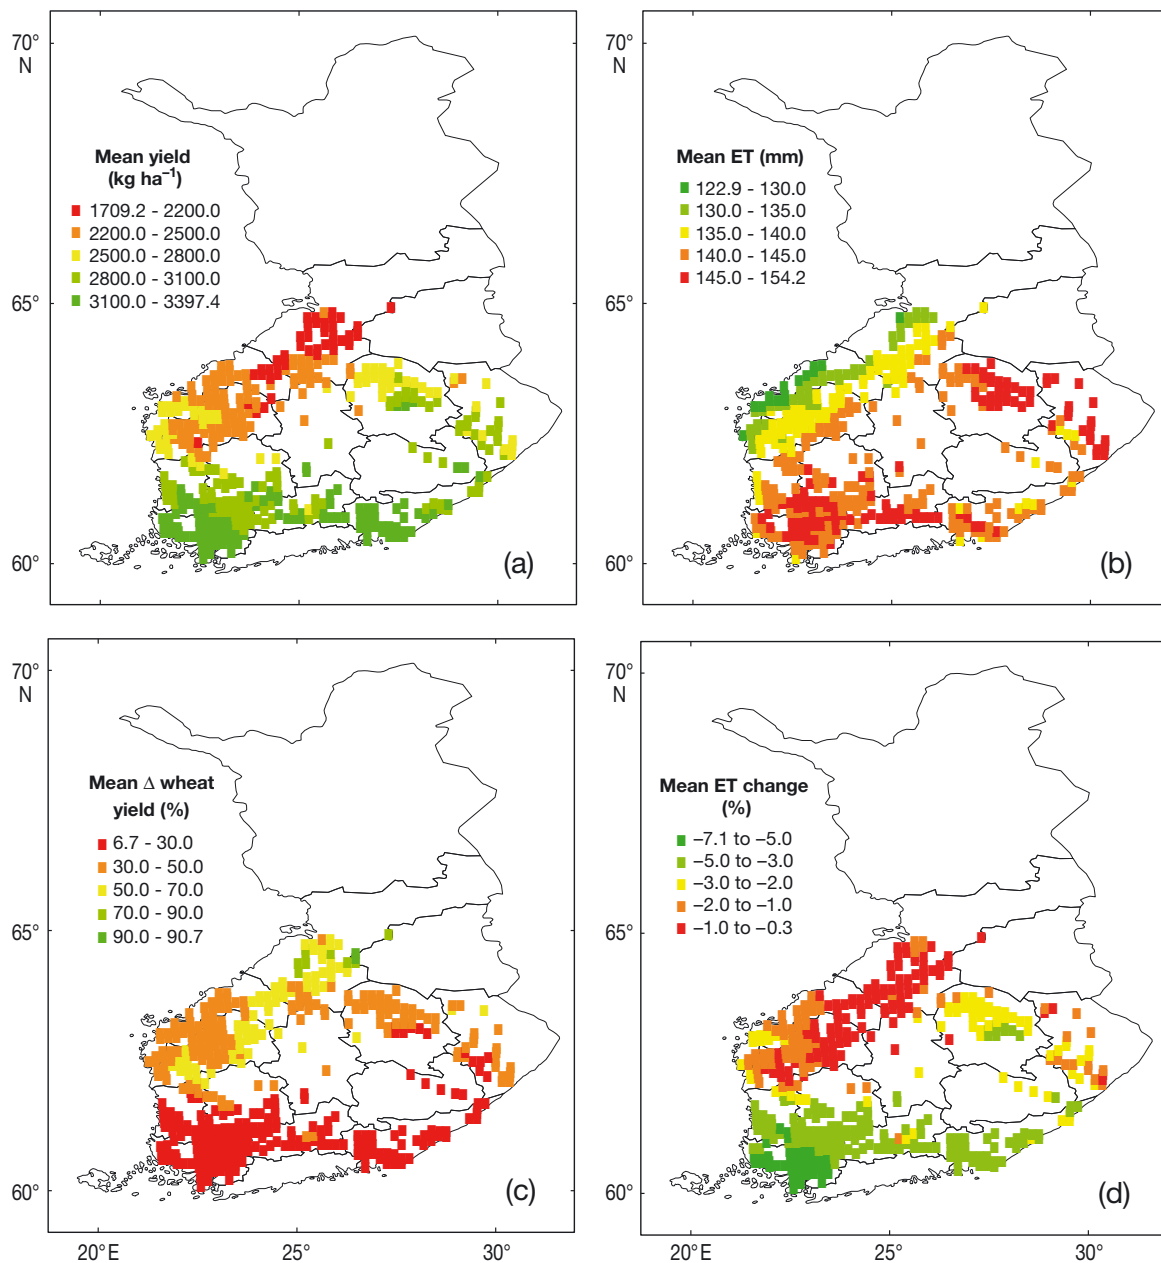 70°
N
Mean yield
(kg ha⁻¹)
1709.2 - 2200.0
2200.0 - 2500.0
2500.0 - 2800.0
2800.0 - 3100.0
3100.0 - 3397.4
65°
60°
(a)
70°
N
Mean ET (mm)
122.9 - 130.0
130.0 - 135.0
135.0 - 140.0
140.0 - 145.0
145.0 - 154.2
65°
60°
(b)
70°
N
Mean Δ wheat
yield (%)
6.7 - 30.0
30.0 - 50.0
50.0 - 70.0
70.0 - 90.0
90.0 - 90.7
65°
60°
(c)
20°E
25°
30°
70°
N
Mean ET change
(%)
–7.1 to –5.0
–5.0 to –3.0
–3.0 to –2.0
–2.0 to –1.0
–1.0 to –0.3
65°
60°
(d)
20°E
25°
30°